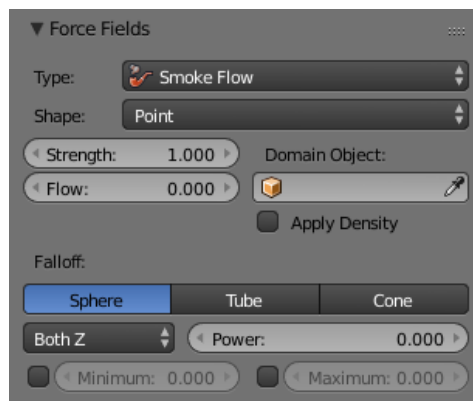 Force Fields
Type: Smoke Flow
Shape: Point
Strength: 1.000 Domain Object:
Flow: 0.000
Apply Density
Falloff:
Sphere Tube Cone
Both Z Power: 0.000
Minimum: 0.000 Maximum: 0.000